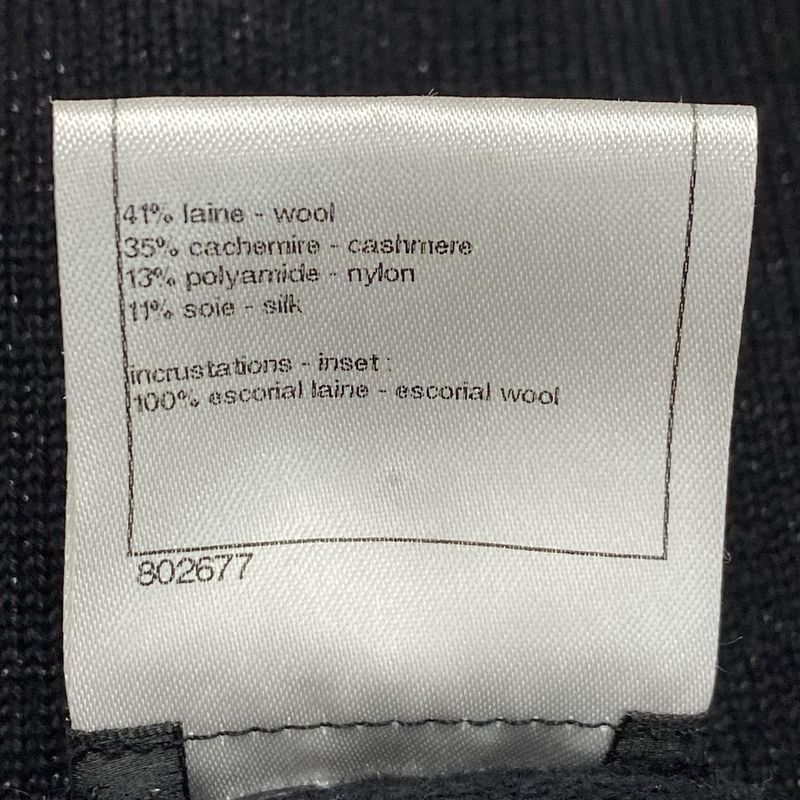 41% laine - wool
35% cachemire - cashmere
13% polyamide - nylon
11% soie - silk
incrustations - inset :
100% escorial laine - escorial wool
802677